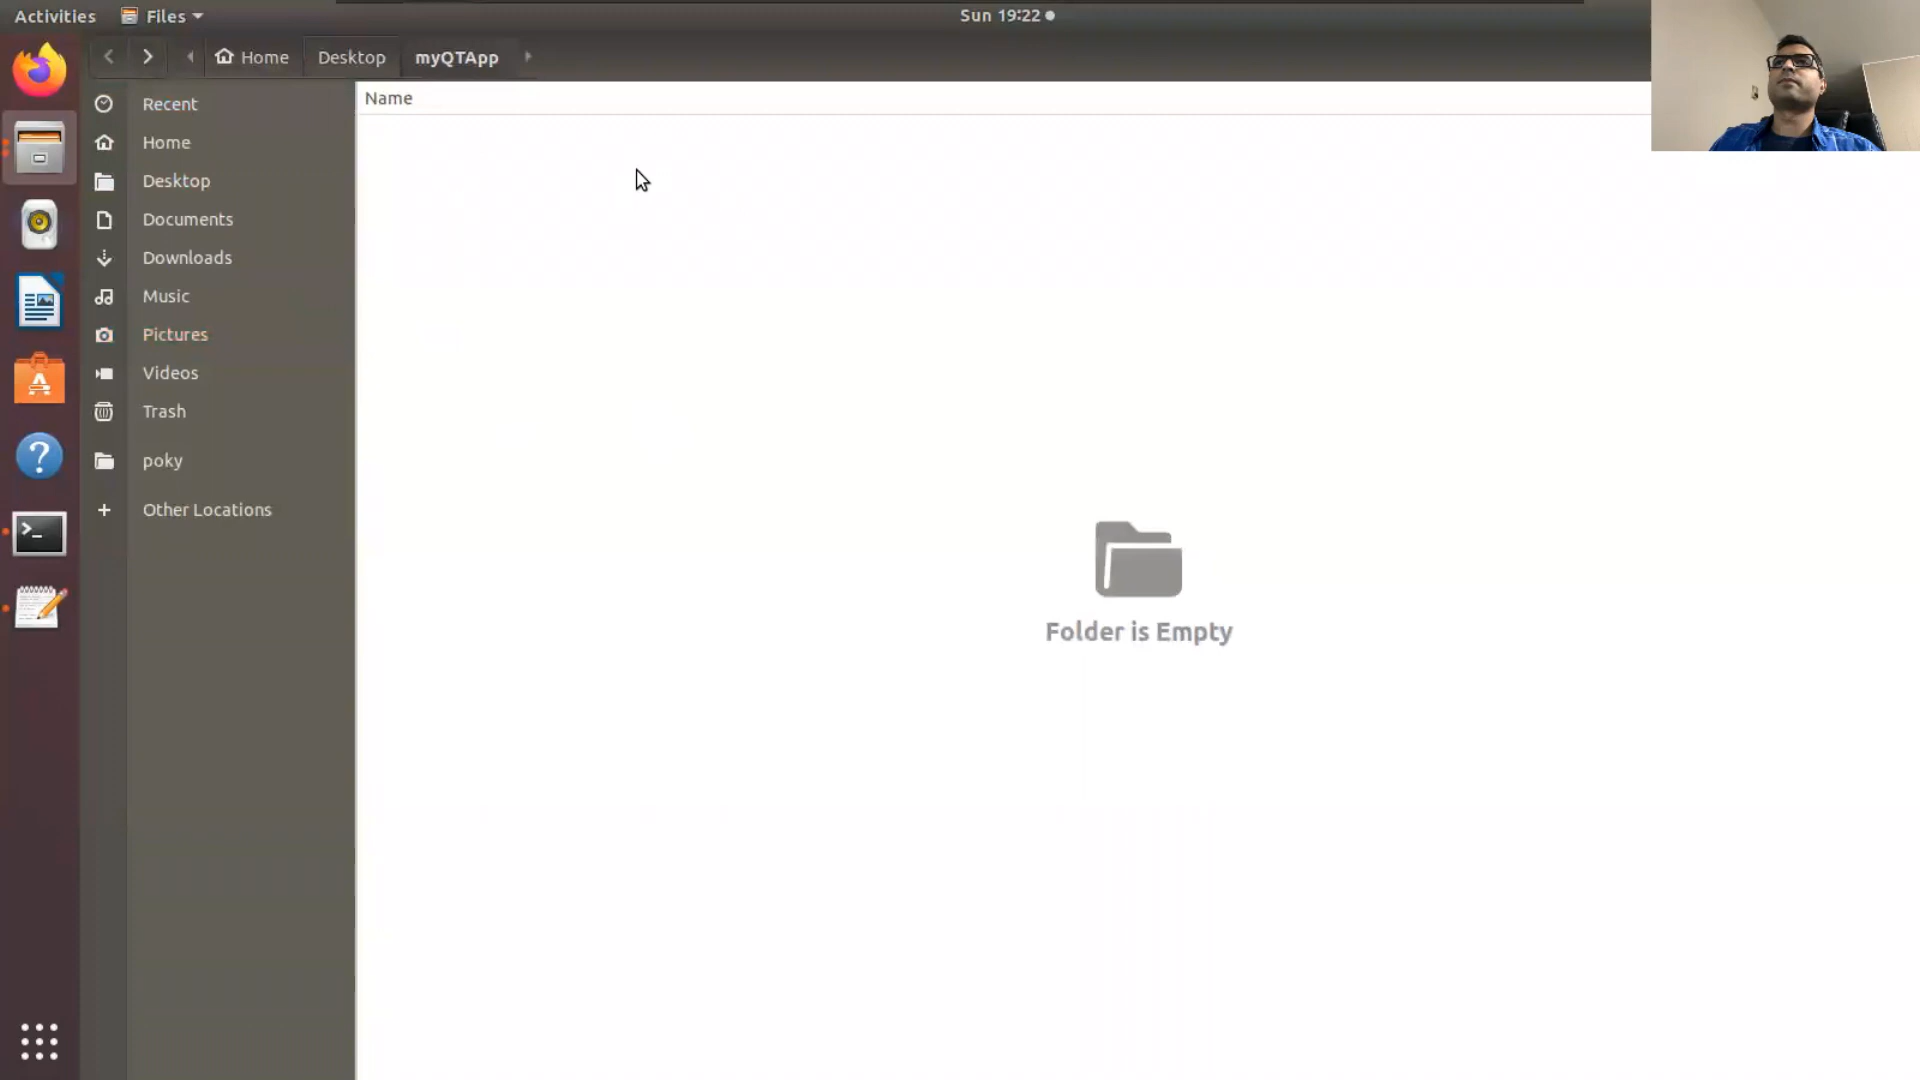 Activities
Files
Sun 19:22
Home
Desktop
myQTApp
Name
Recent
Home
Desktop
Documents
Downloads
Music
Pictures
Videos
Trash
poky
Other Locations
Folder is Empty